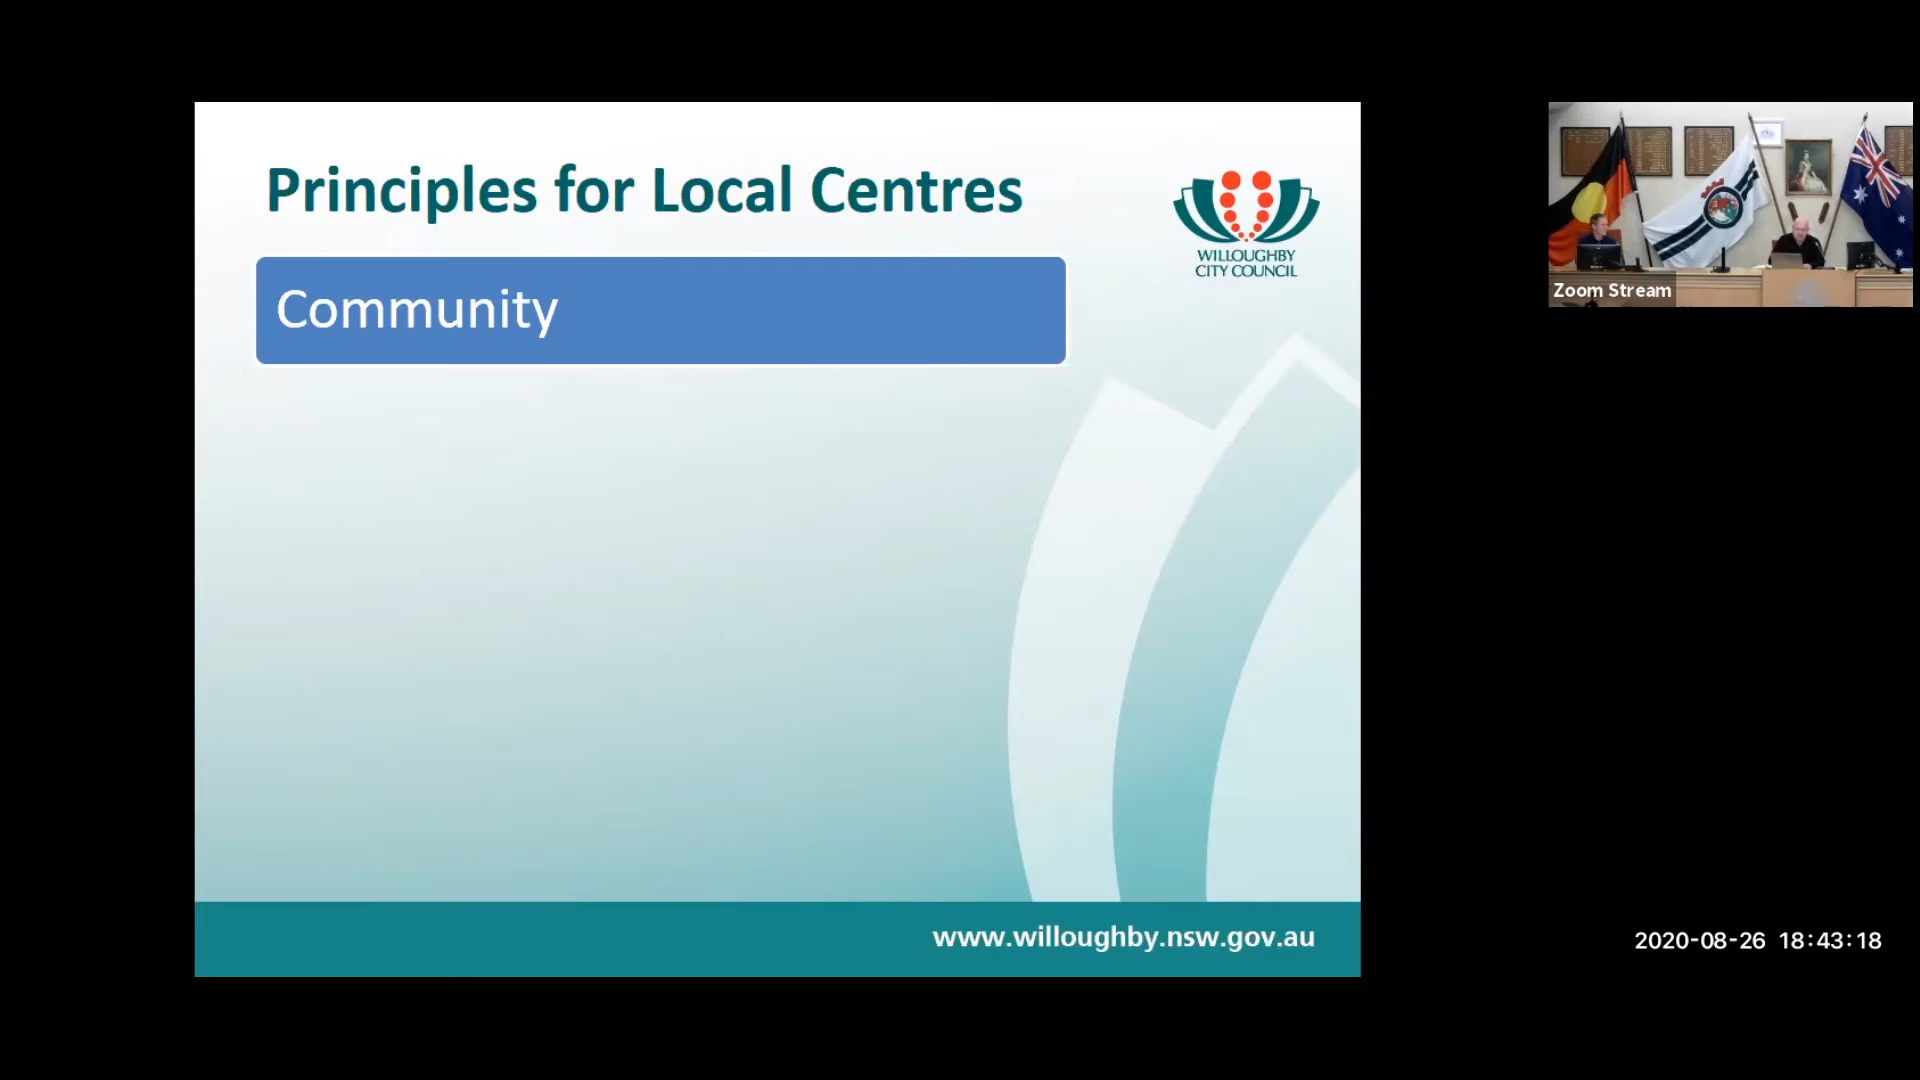 Principles for Local Centres
WILLOUGHBY
CITY COUNCIL
Community
www.willoughby.nsw.gov.au
Zoom Stream
2020-08-26 18:43:18